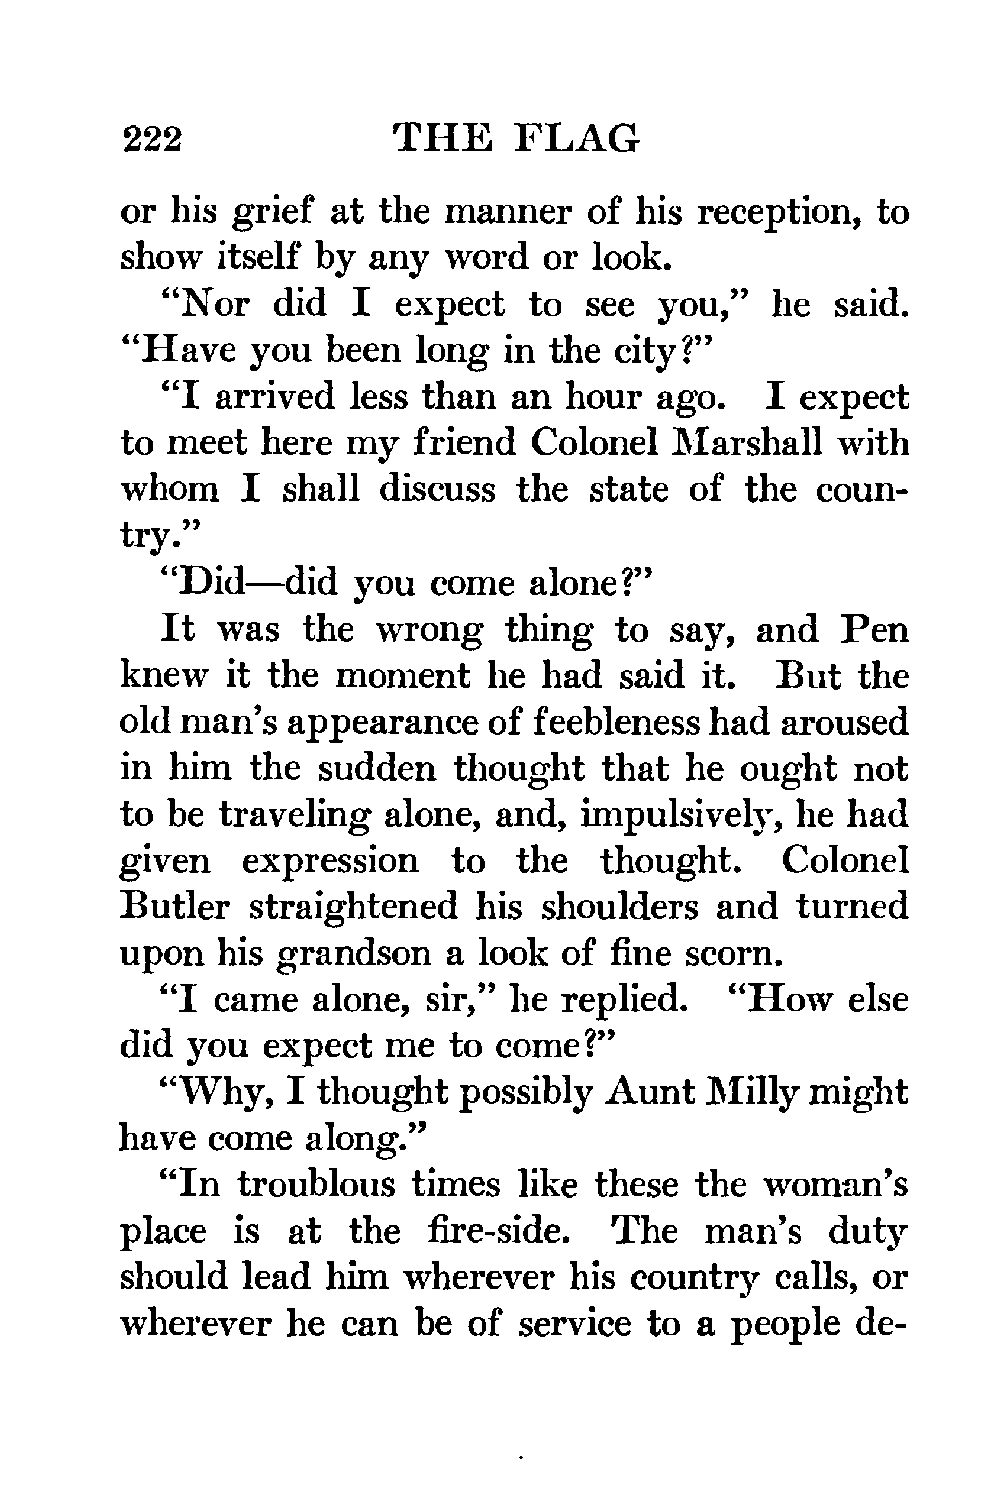 222 THE FLAG
or his grief at the manner of his reception, to
show itself by any word or look.
“Nor did I expect to see you,” he said.
“Have you been long in the city?”
“I arrived less than an hour ago. I expect
to meet here my friend Colonel Marshall with
whom I shall discuss the state of the coun-
try.”
“Did—did you come alone?”
It was the wrong thing to say, and Pen
knew it the moment he had said it. But the
old man’s appearance of feebleness had aroused
in him the sudden thought that he ought not
to be traveling alone, and, impulsively, he had
given expression to the thought. Colonel
Butler straightened his shoulders and turned
upon his grandson a look of fine scorn.
“I came alone, sir,” he replied. “How else
did you expect me to come?”
“Why, I thought possibly Aunt Milly might
have come along.”
“In troublous times like these the woman’s
place is at the fire-side. The man’s duty
should lead him wherever his country calls, or
wherever he can be of service to a people de-